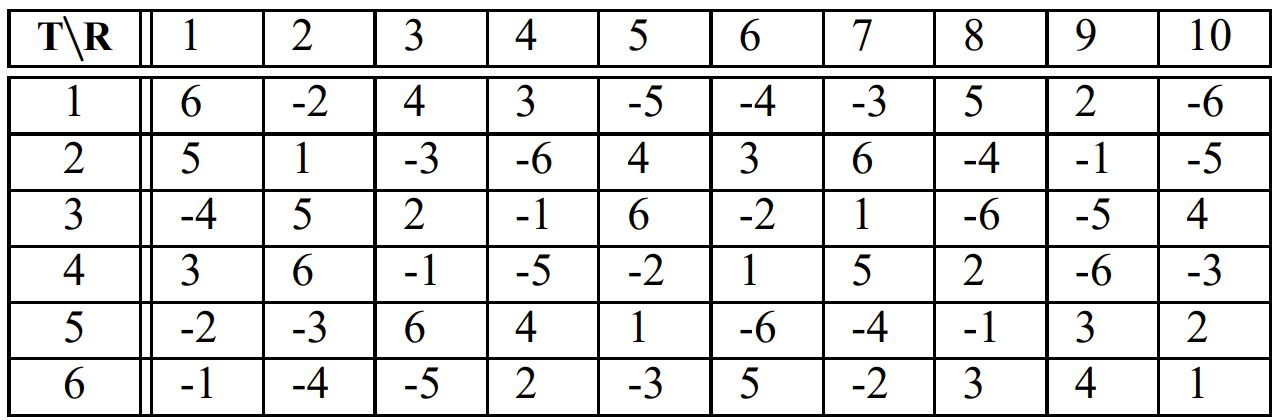 T\R 1 2 3 4 5 6 7 8 9 10
1 6 -2 4 3 -5 -4 -3 5 2 -6
2 5 1 -3 -6 4 3 6 -4 -1 -5
3 -4 5 2 -1 6 -2 1 -6 -5 4
4 3 6 -1 -5 -2 1 5 2 -6 -3
5 -2 -3 6 4 1 -6 -4 -1 3 2
6 -1 -4 -5 2 -3 5 -2 3 4 1